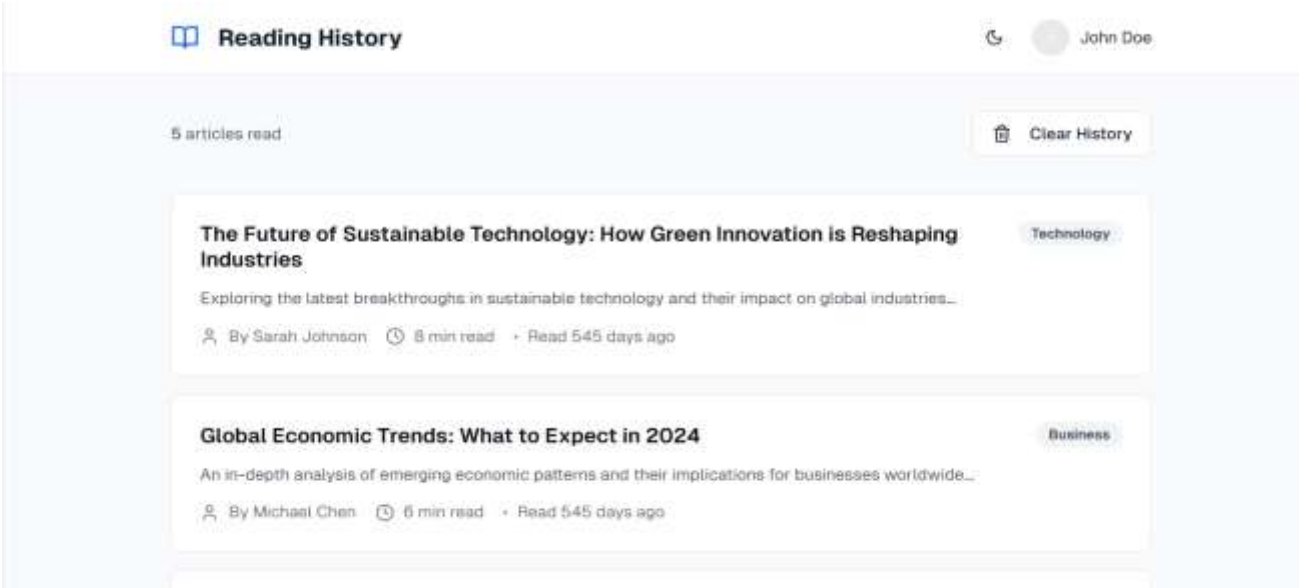 Reading History
John Doe
5 articles read
Clear History
The Future of Sustainable Technology: How Green Innovation is Reshaping
Industries
Technology
Exploring the latest breakthroughs in sustainable technology and their impact on global industries...
By Sarah Johnson 8 min read • Read 545 days ago
Global Economic Trends: What to Expect in 2024
Business
An in-depth analysis of emerging economic patterns and their implications for businesses worldwide...
By Michael Chen 6 min read • Read 545 days ago